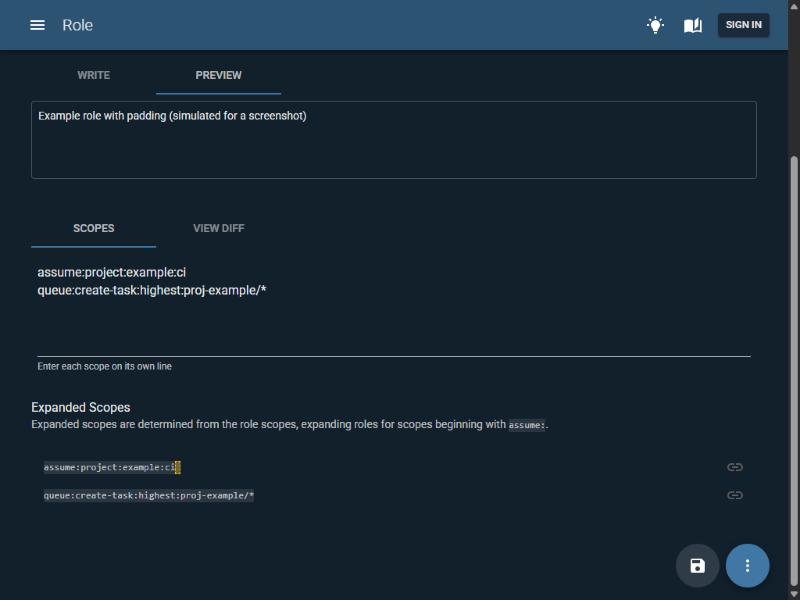 Role
SIGN IN
WRITE
PREVIEW
Example role with padding (simulated for a screenshot)
SCOPES
VIEW DIFF
assume:project:example:ci
queue:create-task:highest:proj-example/*
Enter each scope on its own line
Expanded Scopes
Expanded scopes are determined from the role scopes, expanding roles for scopes beginning with assume:.
assume:project:example:ci
queue:create-task:highest:proj-example/*